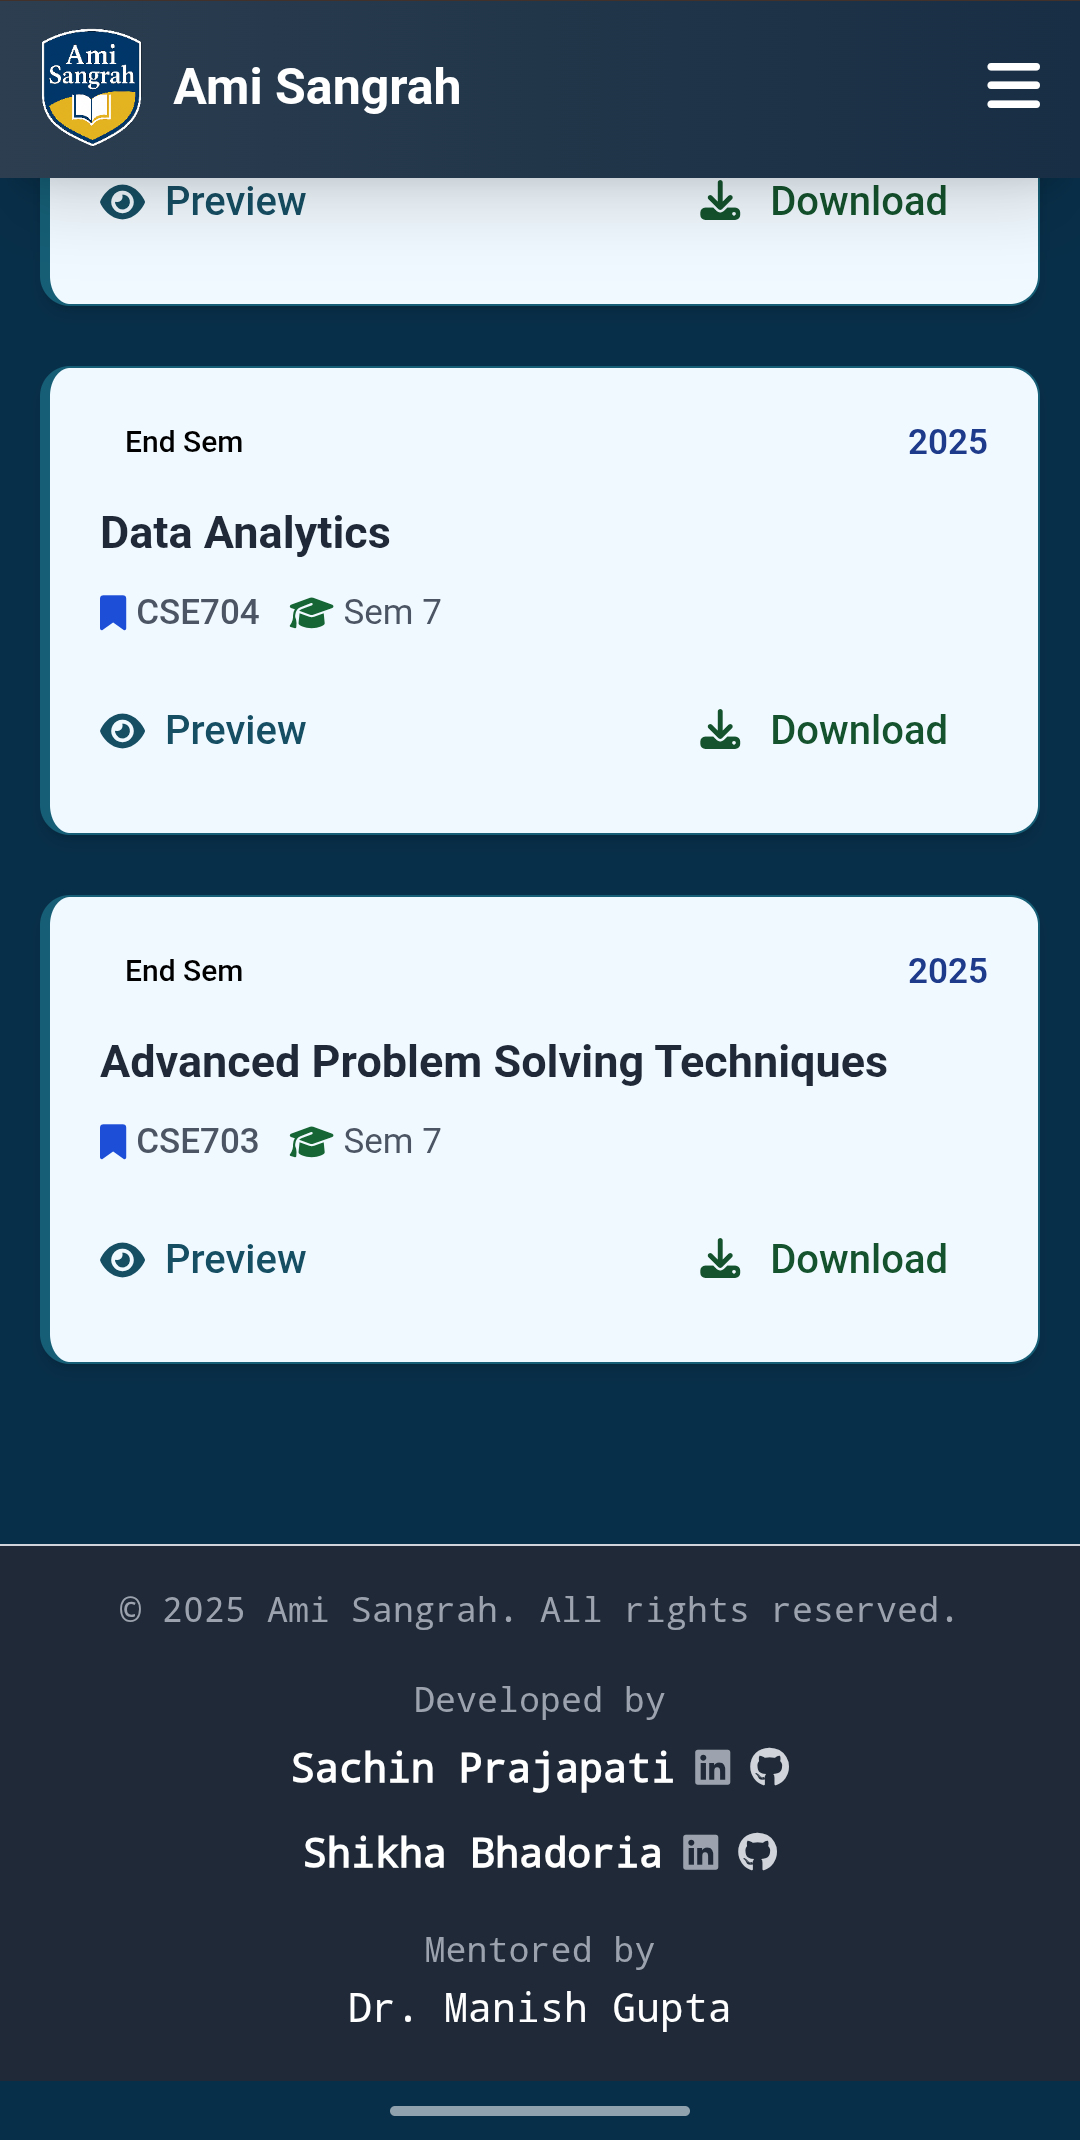 Ami
Sangrah
Ami Sangrah
Preview Download
End Sem 2025
Data Analytics
CSE704 Sem 7
Preview Download
End Sem 2025
Advanced Problem Solving Techniques
CSE703 Sem 7
Preview Download
© 2025 Ami Sangrah. All rights reserved.
Developed by
Sachin Prajapati in
Shikha Bhadoria in
Mentored by
Dr. Manish Gupta